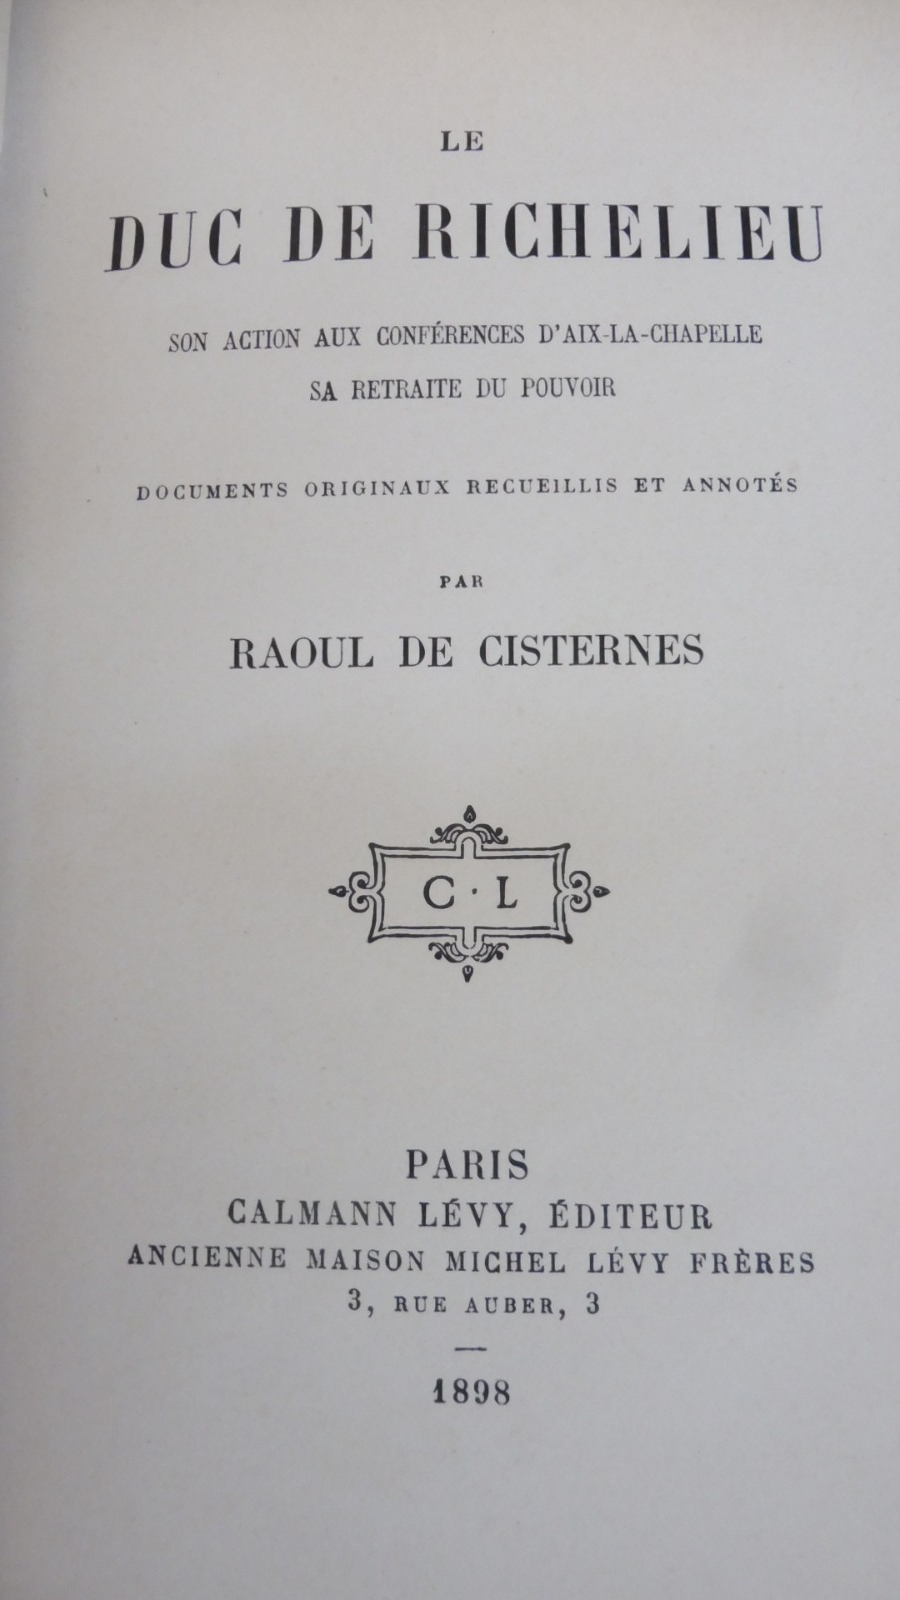 LE
DUC DE RICHELIEU
SON ACTION AUX CONFÉRENCES D'AIX-LA-CHAPELLE
SA RETRAITE DU POUVOIR
DOCUMENTS ORIGINAUX RECUEILLIS ET ANNOTÉS
PAR
RAOUL DE CISTERNES
C · L
PARIS
CALMANN LÉVY, ÉDITEUR
ANCIENNE MAISON MICHEL LÉVY FRÈRES
3, RUE AUBER, 3
—
1898